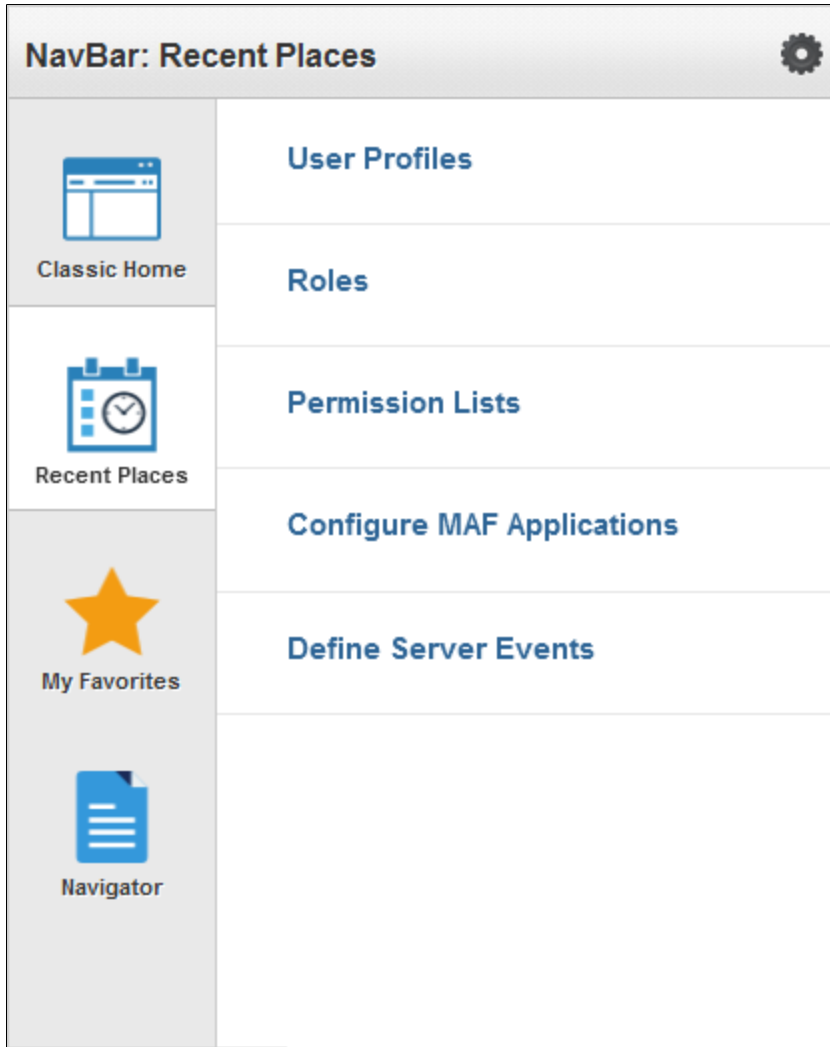 NavBar: Recent Places
Classic Home
Recent Places
My Favorites
Navigator
User Profiles
Roles
Permission Lists
Configure MAF Applications
Define Server Events